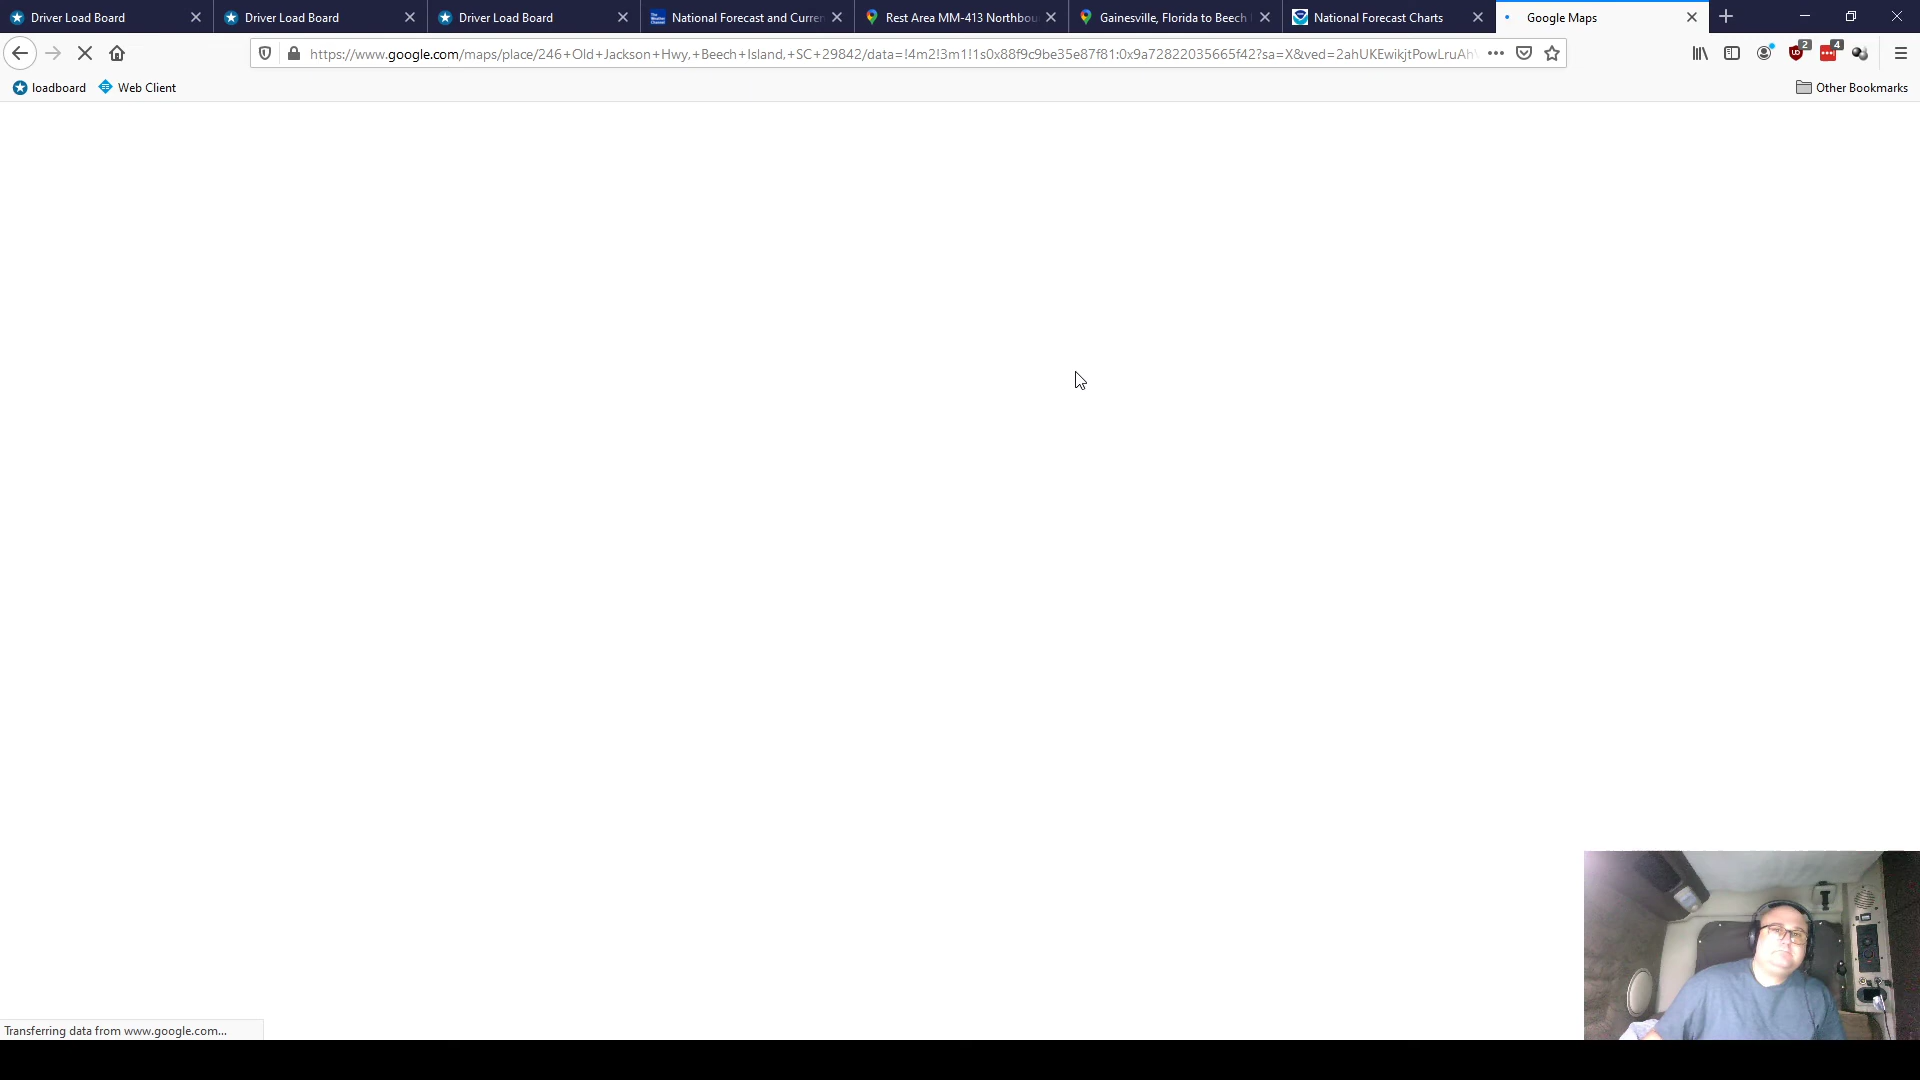 Driver Load Board
Driver Load Board
Driver Load Board
National Forecast and Curren
Rest Area MM-413 Northbou
Gainesville, Florida to Beech
National Forecast Charts
Google Maps
https://www.google.com/maps/place/246+Old+Jackson+Hwy,+Beech+Island,+SC+29842/data=!4m2!3m1!1s0x88f9c9be35e87f81:0x9a72822035665f42?sa=X&ved=2ahUKEwikjtPowLruAh
2
4
loadboard
Web Client
Other Bookmarks
Transferring data from www.google.com...